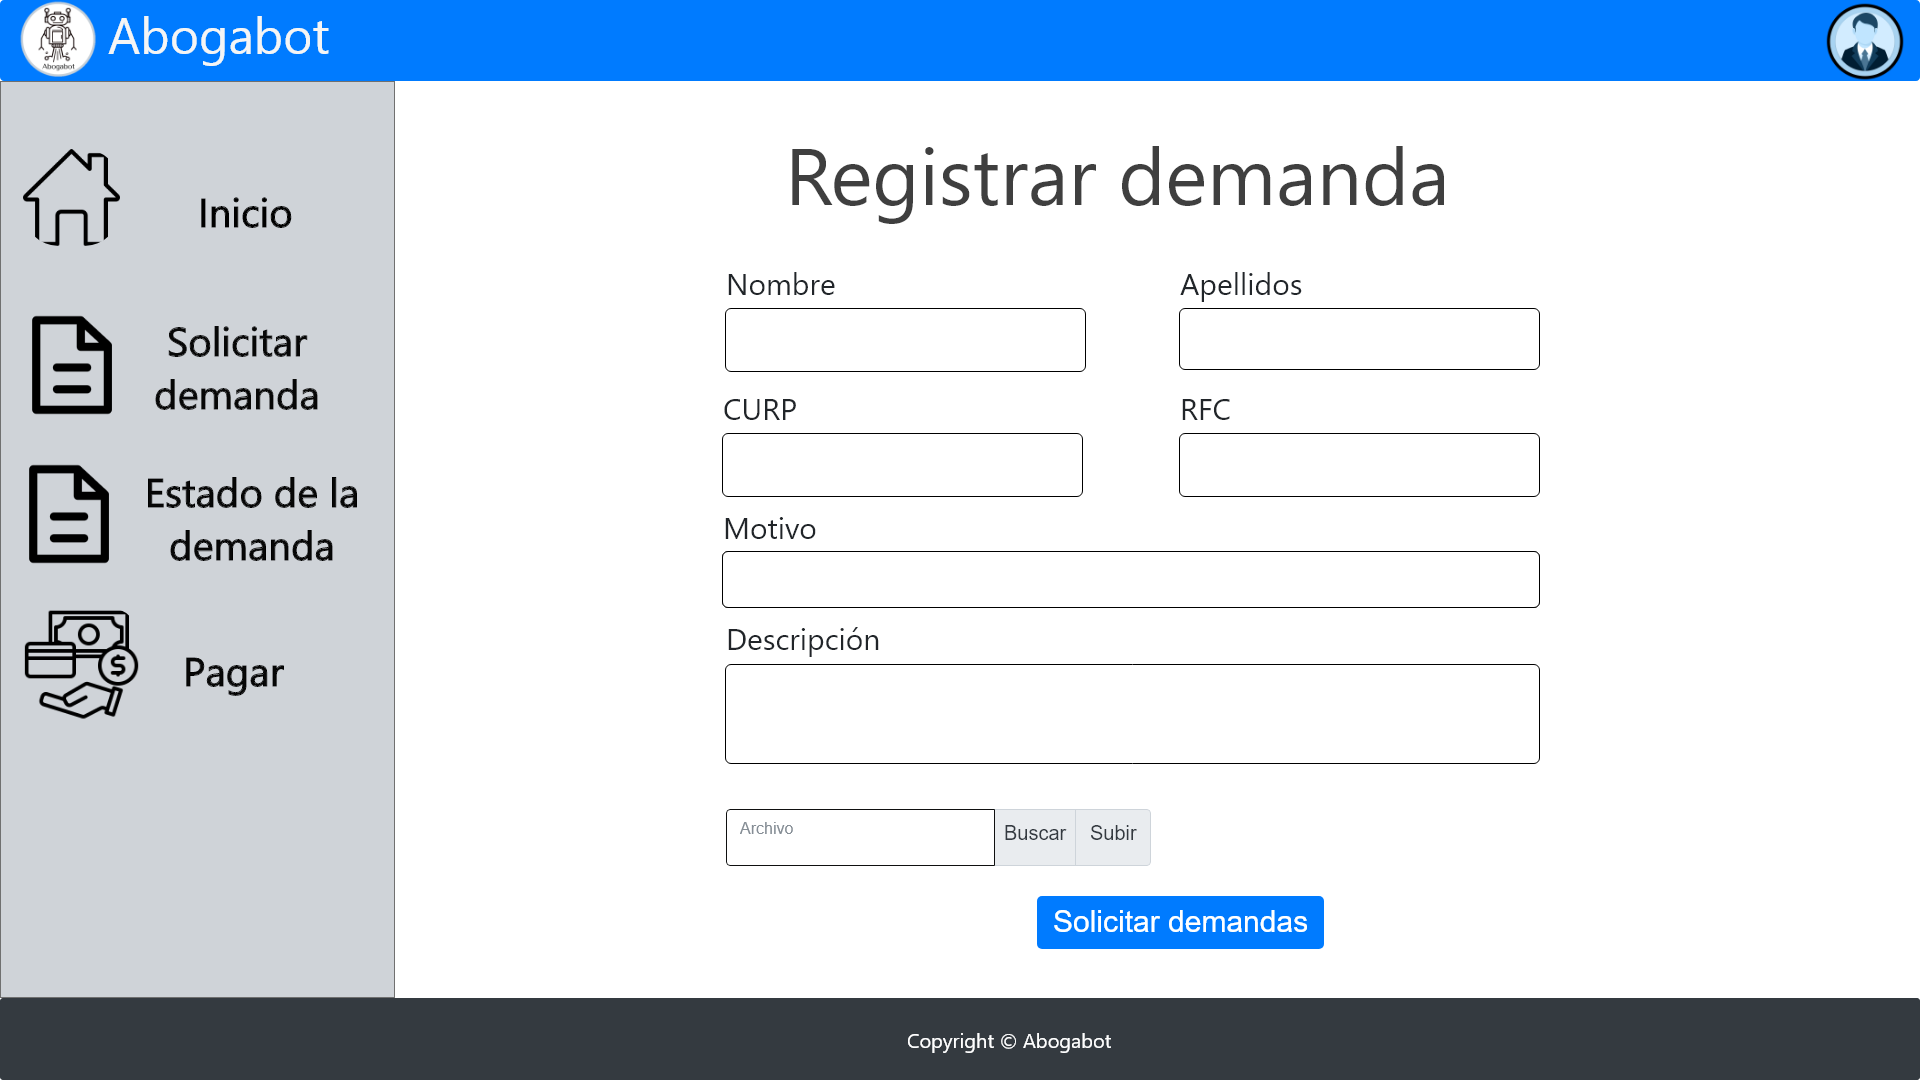 Abogabot
Abogabot
Inicio
Solicitar
demanda
Estado de la
demanda
Pagar
Registrar demanda
Nombre
Apellidos
CURP
RFC
Motivo
Descripción
Archivo
Buscar
Subir
Solicitar demandas
Copyright © Abogabot